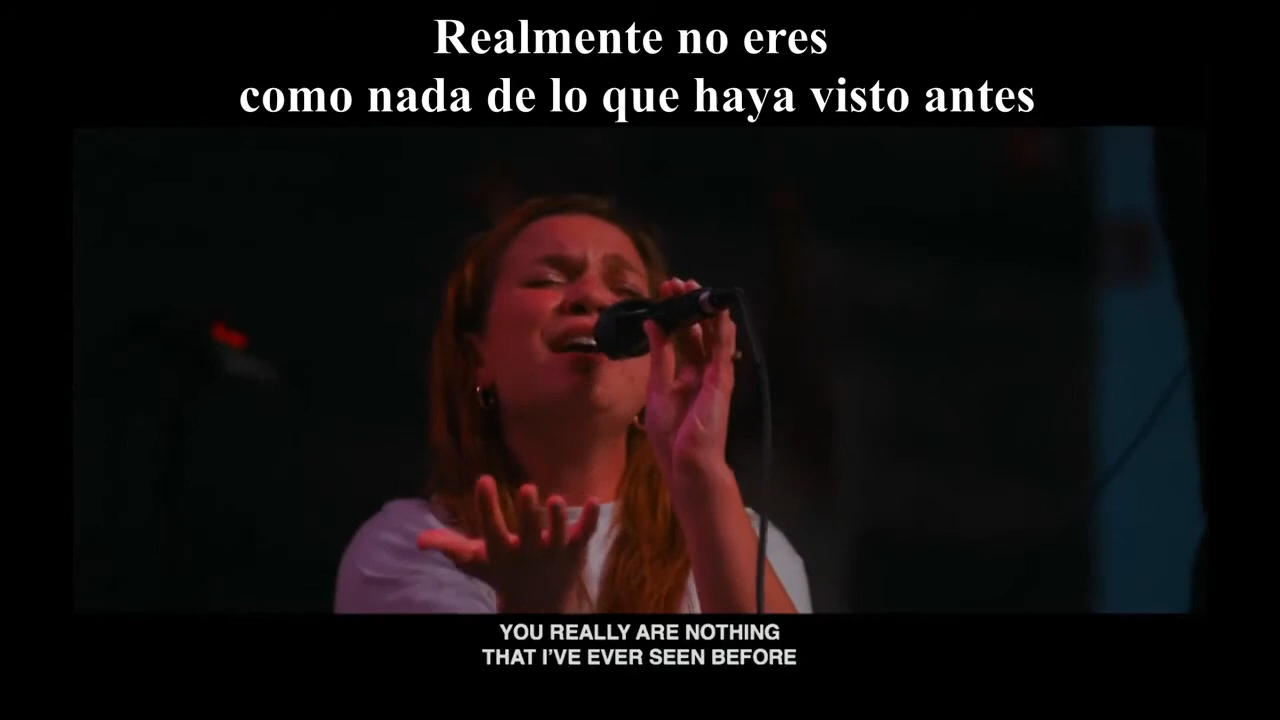 Realmente no eres
como nada de lo que haya visto antes
YOU REALLY ARE NOTHING
THAT I'VE EVER SEEN BEFORE